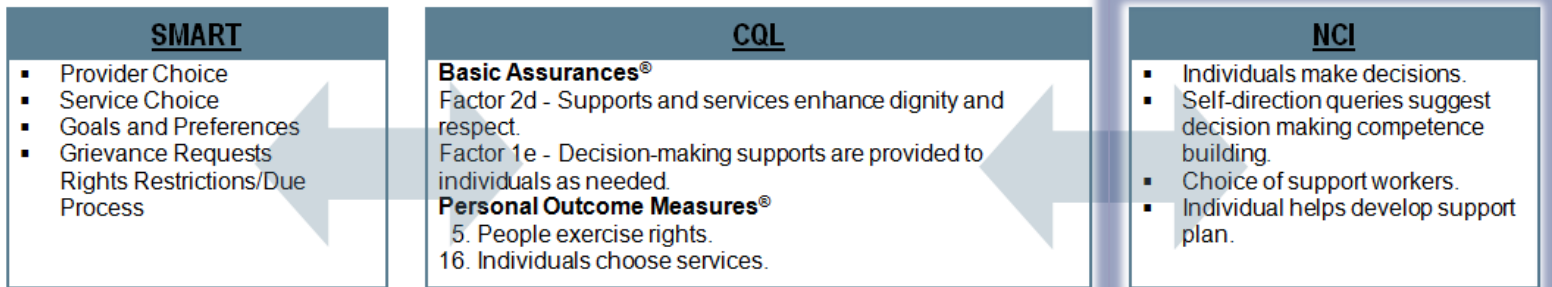 SMART
▪ Provider Choice
▪ Service Choice
▪ Goals and Preferences
▪ Grievance Requests
Rights Restrictions/Due
Process
CQL
Basic Assurances®
Factor 2d - Supports and services enhance dignity and
respect.
Factor 1e - Decision-making supports are provided to
individuals as needed.
Personal Outcome Measures®
5. People exercise rights.
16. Individuals choose services.
NCI
▪ Individuals make decisions.
▪ Self-direction queries suggest
decision making competence
building.
▪ Choice of support workers.
▪ Individual helps develop support
plan.